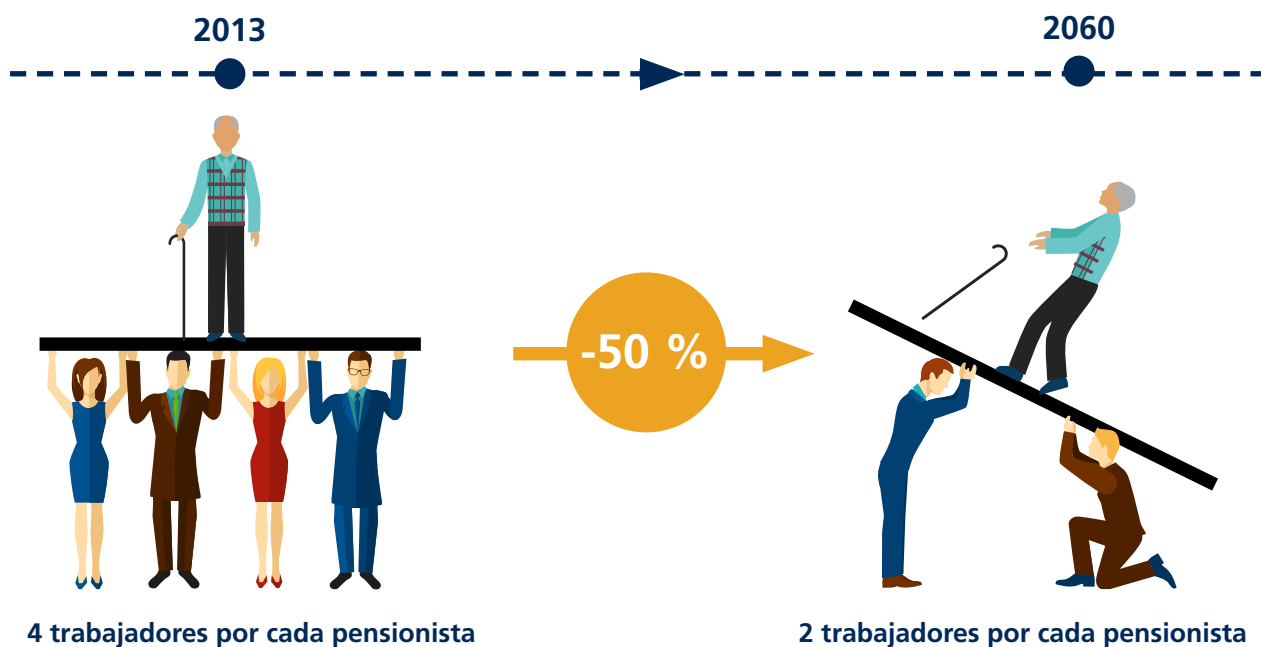 2013
2060
-50 %
4 trabajadores por cada pensionista
2 trabajadores por cada pensionista